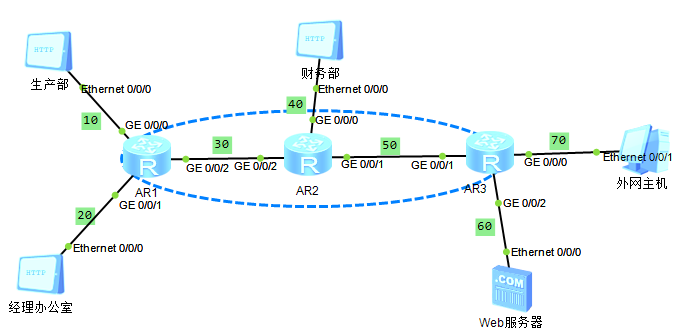 HTTP
生产部
Ethernet 0/0/0
10
GE 0/0/0
HTTP
财务部
Ethernet 0/0/0
40
GE 0/0/0
30
50
70
R
AR1
GE 0/0/2
GE 0/0/2
R
AR2
GE 0/0/1
GE 0/0/1
R
AR3
GE 0/0/0
Ethernet 0/0/1
外网主机
GE 0/0/1
20
Ethernet 0/0/0
HTTP
经理办公室
GE 0/0/2
60
Ethernet 0/0/0
.COM
Web服务器